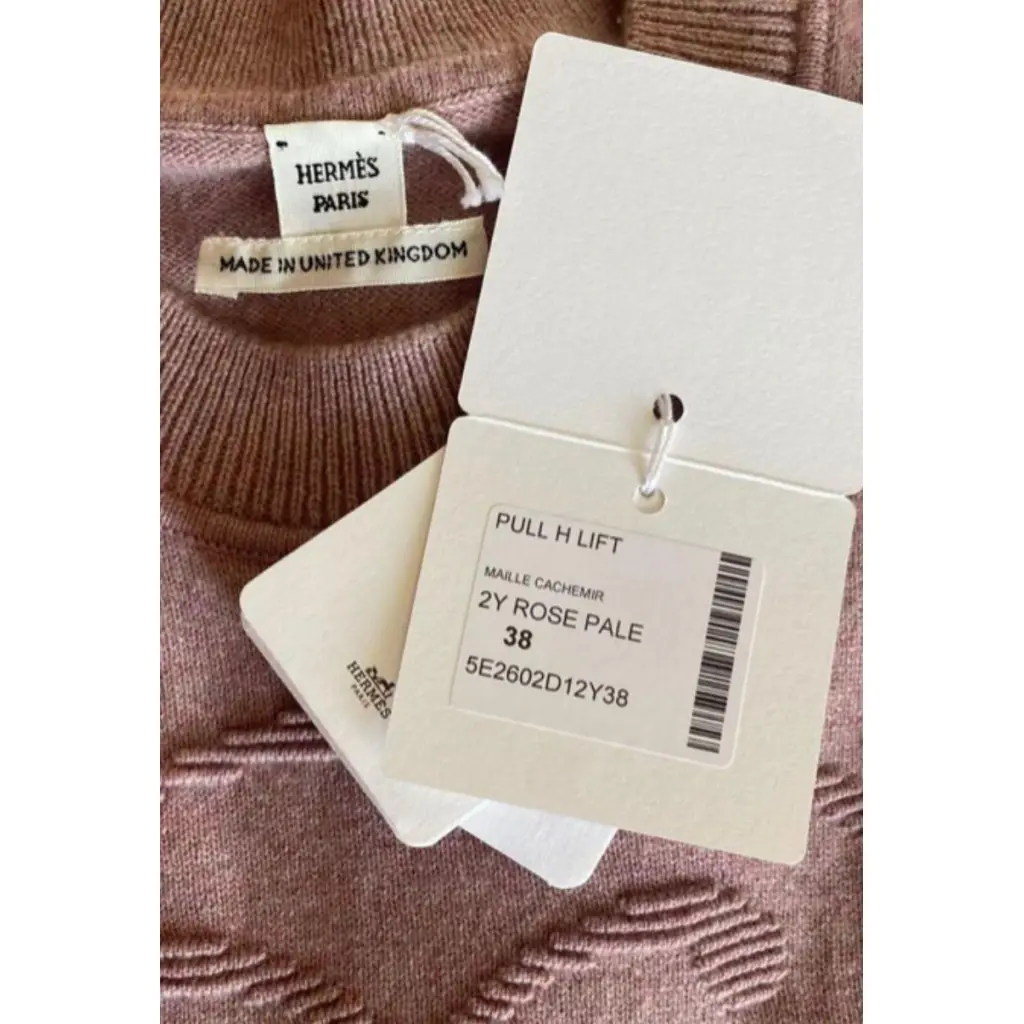 HERMÈS
PARIS
MADE IN UNITED KINGDOM
PULL H LIFT
MAILLE CACHEMIR
2Y ROSE PALE
38
5E2602D12Y38
HERMÈS
PARIS